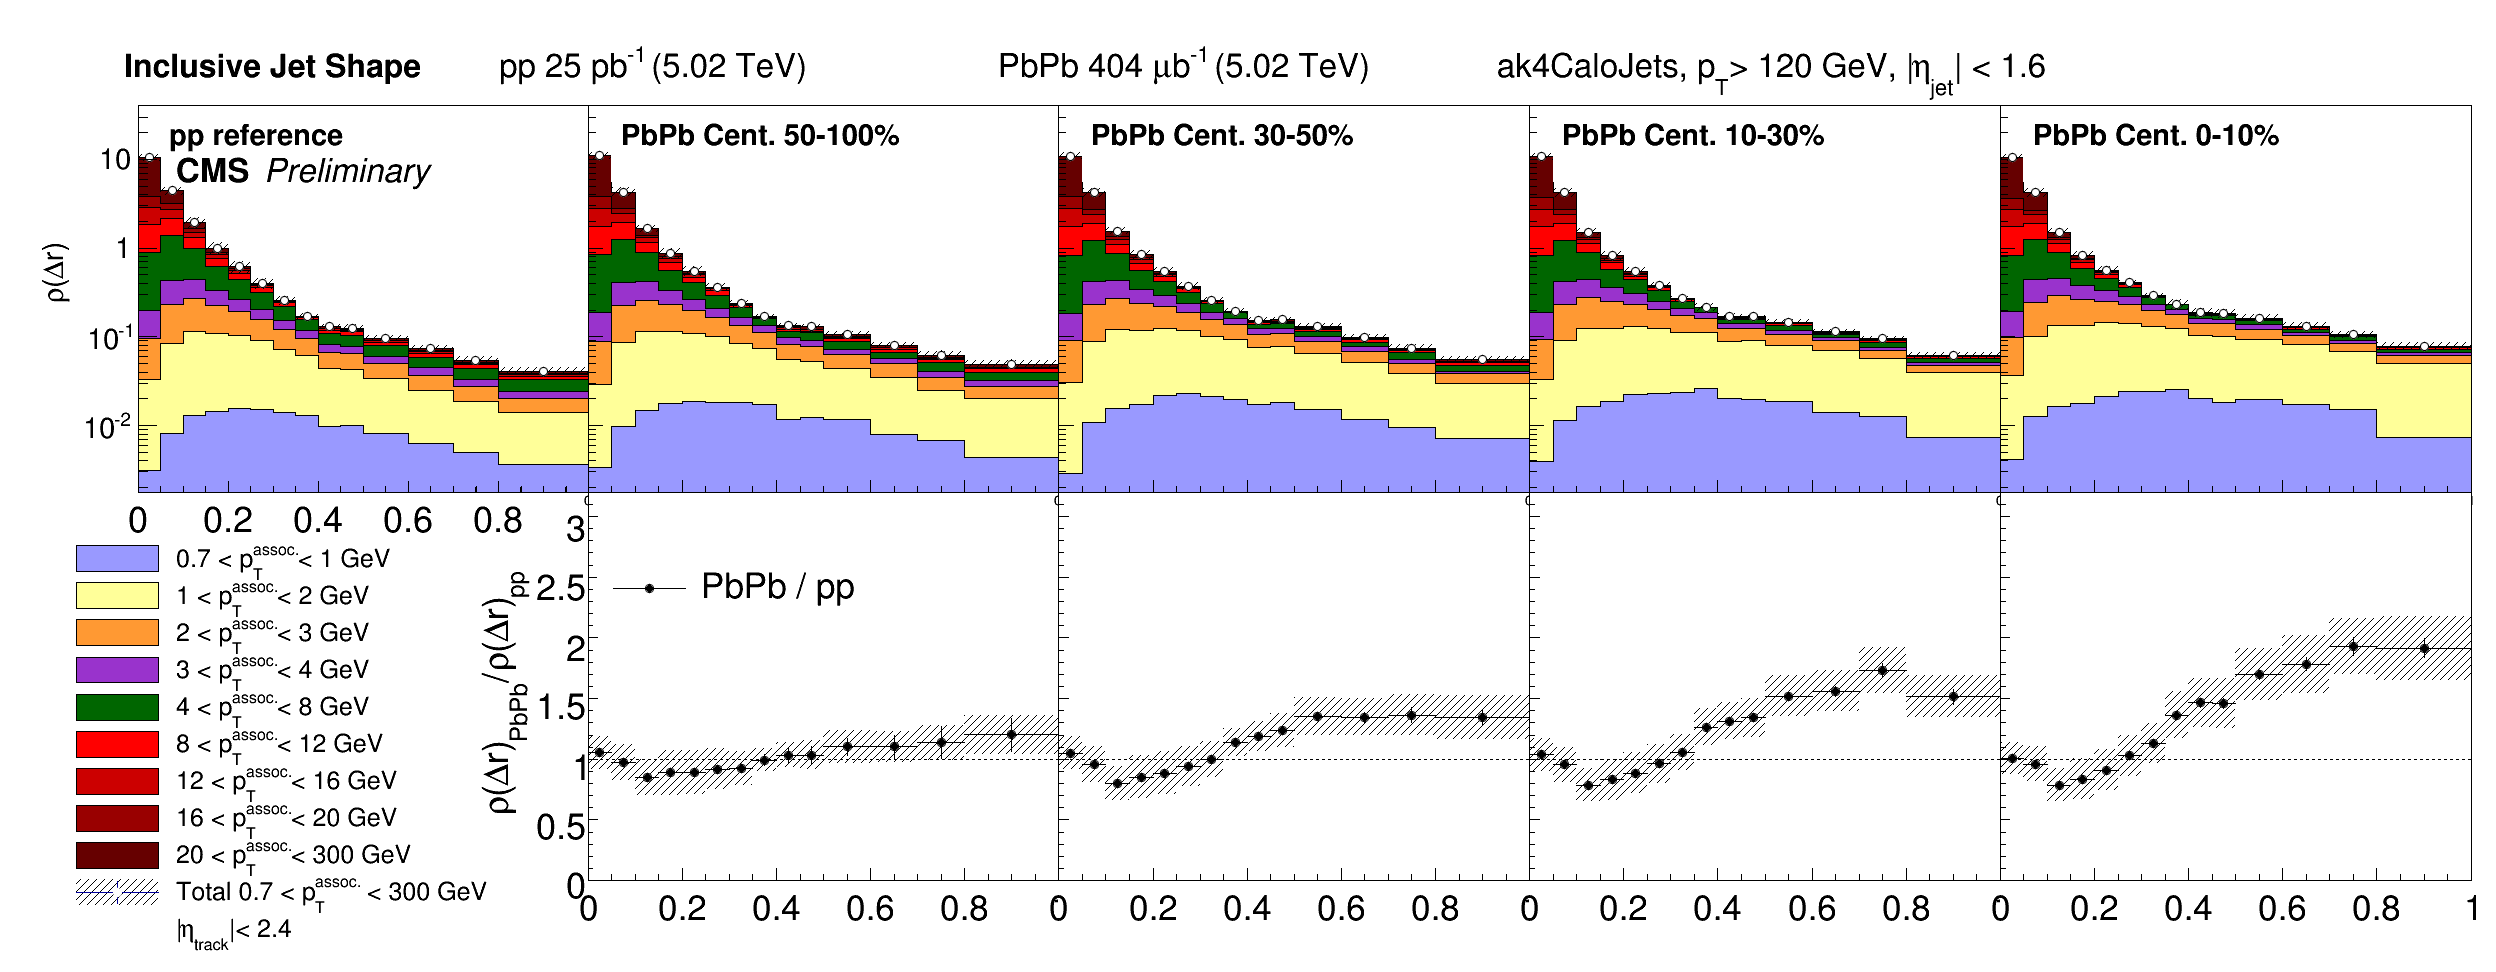 Inclusive Jet Shape pp 25 pb-1 (5.02 TeV) PbPb 404 μb-1 (5.02 TeV) ak4CaloJets, pT> 120 GeV, |ηjet| < 1.6
pp reference PbPb Cent. 50-100% PbPb Cent. 30-50% PbPb Cent. 10-30% PbPb Cent. 0-10%
CMS Preliminary
ρ(Δr)
10
1
10-1
10-2
0 0.2 0.4 0.6 0.8
0.7 < pTassoc.< 1 GeV
1 < pTassoc.< 2 GeV
2 < pTassoc.< 3 GeV
3 < pTassoc.< 4 GeV
4 < pTassoc.< 8 GeV
8 < pTassoc.< 12 GeV
12 < pTassoc.< 16 GeV
16 < pTassoc.< 20 GeV
20 < pTassoc.< 300 GeV
Total 0.7 < pTassoc. < 300 GeV
|ηtrack|< 2.4
ρ(Δr)PbPb/ρ(Δr)pp
3
2.5
2
1.5
1
0.5
0
PbPb / pp
0 0.2 0.4 0.6 0.8 0 0.2 0.4 0.6 0.8 0 0.2 0.4 0.6 0.8 0 0.2 0.4 0.6 0.8 1